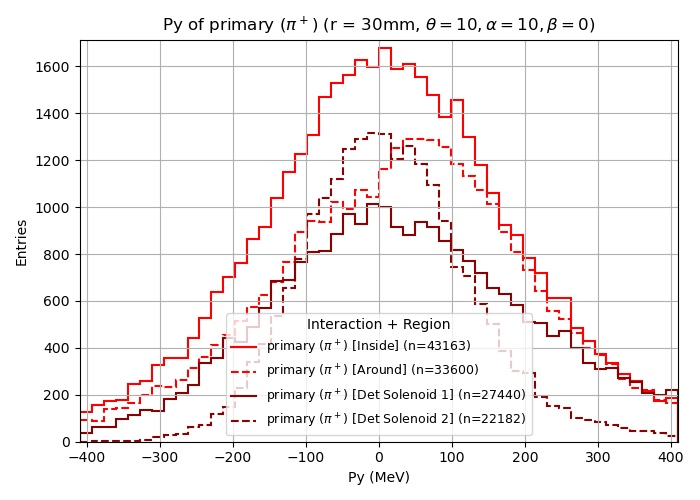 Py of primary (π⁺) (r = 30mm, θ = 10, α = 10, β = 0)
Entries
1600
1400
1200
1000
800
600
400
200
0
Interaction + Region
primary (π⁺) [Inside] (n=43163)
primary (π⁺) [Around] (n=33600)
primary (π⁺) [Det Solenoid 1] (n=27440)
primary (π⁺) [Det Solenoid 2] (n=22182)
−400 −300 −200 −100 0 100 200 300 400
Py (MeV)